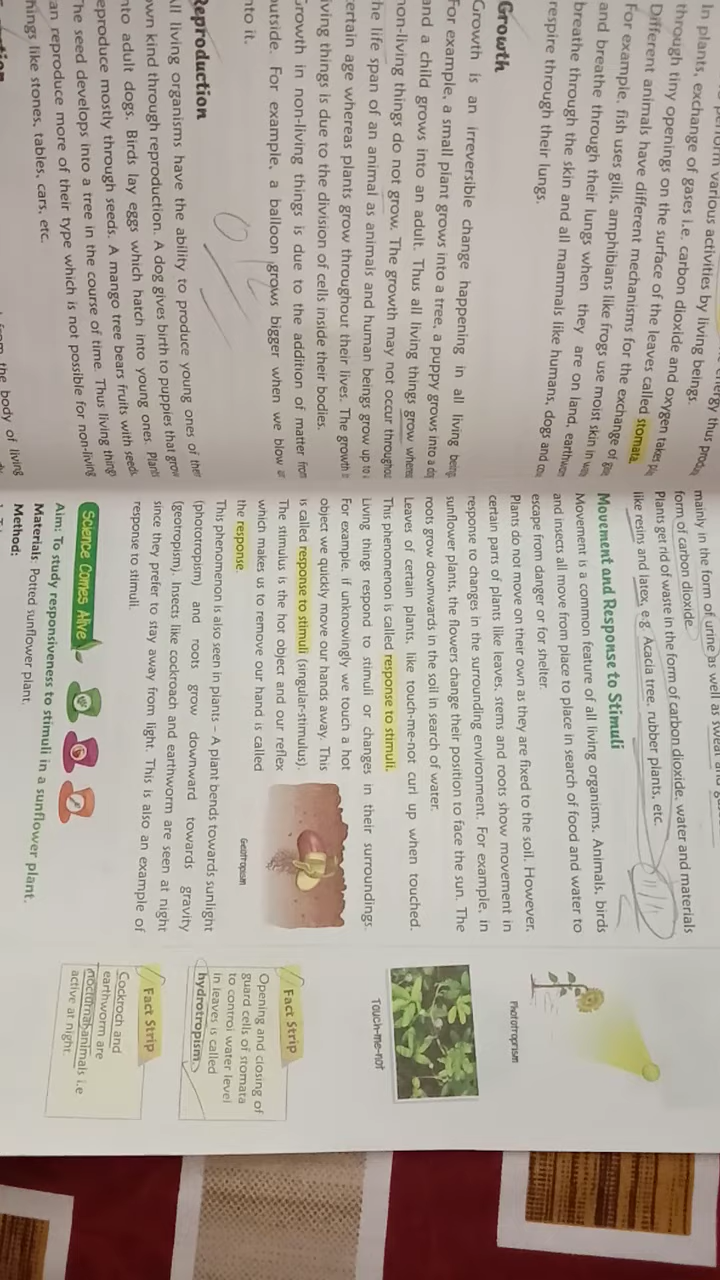 perform various activities by living beings.
In plants, exchange of gases i.e. carbon dioxide and oxygen takes
through tiny openings on the surface of the leaves called stomata.
Different animals have different mechanisms for the exchange of
For example, fish uses gills, amphibians like frogs use moist skin in
and breathe through their lungs when they are on land,
breathe through the skin and all mammals like humans, dogs and
respire through their lungs.
Growth
Growth is an irreversible change happening in all living
For example, a small plant grows into a tree, a puppy grows into a
and a child grows into an adult. Thus all living things grow
non-living things do not grow. The growth may not occur
the life span of an animal as animals and human beings grow up to
certain age whereas plants grow throughout their lives. The growth
living things is due to the division of cells inside their bodies.
Growth in non-living things is due to the addition of matter
outside. For example, a balloon grows bigger when we blow
into it.
Reproduction
All living organisms have the ability to produce young ones of
own kind through reproduction. A dog gives birth to puppies that
into adult dogs. Birds lay eggs which hatch into young ones.
reproduce mostly through seeds. A mango tree bears fruits with
The seed develops into a tree in the course of time. Thus living
can reproduce more of their type which is not possible for non-living
things like stones, tables, cars, etc.
from the body of living
mainly in the form of urine as well as sweat and
form of carbon dioxide.
Plants get rid of waste in the form of carbon dioxide, water and materials
like resins and latex, e.g. Acacia tree, rubber plants, etc.
Movement and Response to Stimuli
Movement is a common feature of all living organisms. Animals, birds
and insects all move from place to place in search of food and water to
escape from danger or for shelter.
Plants do not move on their own as they are fixed to the soil. However,
certain parts of plants like leaves, stems and roots show movement in
response to changes in the surrounding environment. For example, in
sunflower plants, the flowers change their position to face the sun. The
roots grow downwards in the soil in search of water.
Leaves of certain plants, like touch-me-not curl up when touched.
This phenomenon is called response to stimuli.
Living things respond to stimuli or changes in their surroundings.
For example, if unknowingly we touch a hot
object we quickly move our hands away. This
is called response to stimuli (singular-stimulus).
The stimulus is the hot object and our reflex
which makes us to remove our hand is called
the response.
Geotropism
This phenomenon is also seen in plants – A plant bends towards sunlight
(phototropism) and roots grow downward towards gravity
(geotropism). Insects like cockroach and earthworm are seen at night
since they prefer to stay away from light. This is also an example of
response to stimuli.
Science Comes Alive
Aim: To study responsiveness to stimuli in a sunflower plant.
Materials: Potted sunflower plant.
Method:
Phototropism
Touch-me-not
Fact Strip
Opening and closing of
guard cells of stomata
to control water level
in leaves is called
hydrotropism.
Fact Strip
Cockroch and
earthworm are
nocturnal animals i.e
active at night.